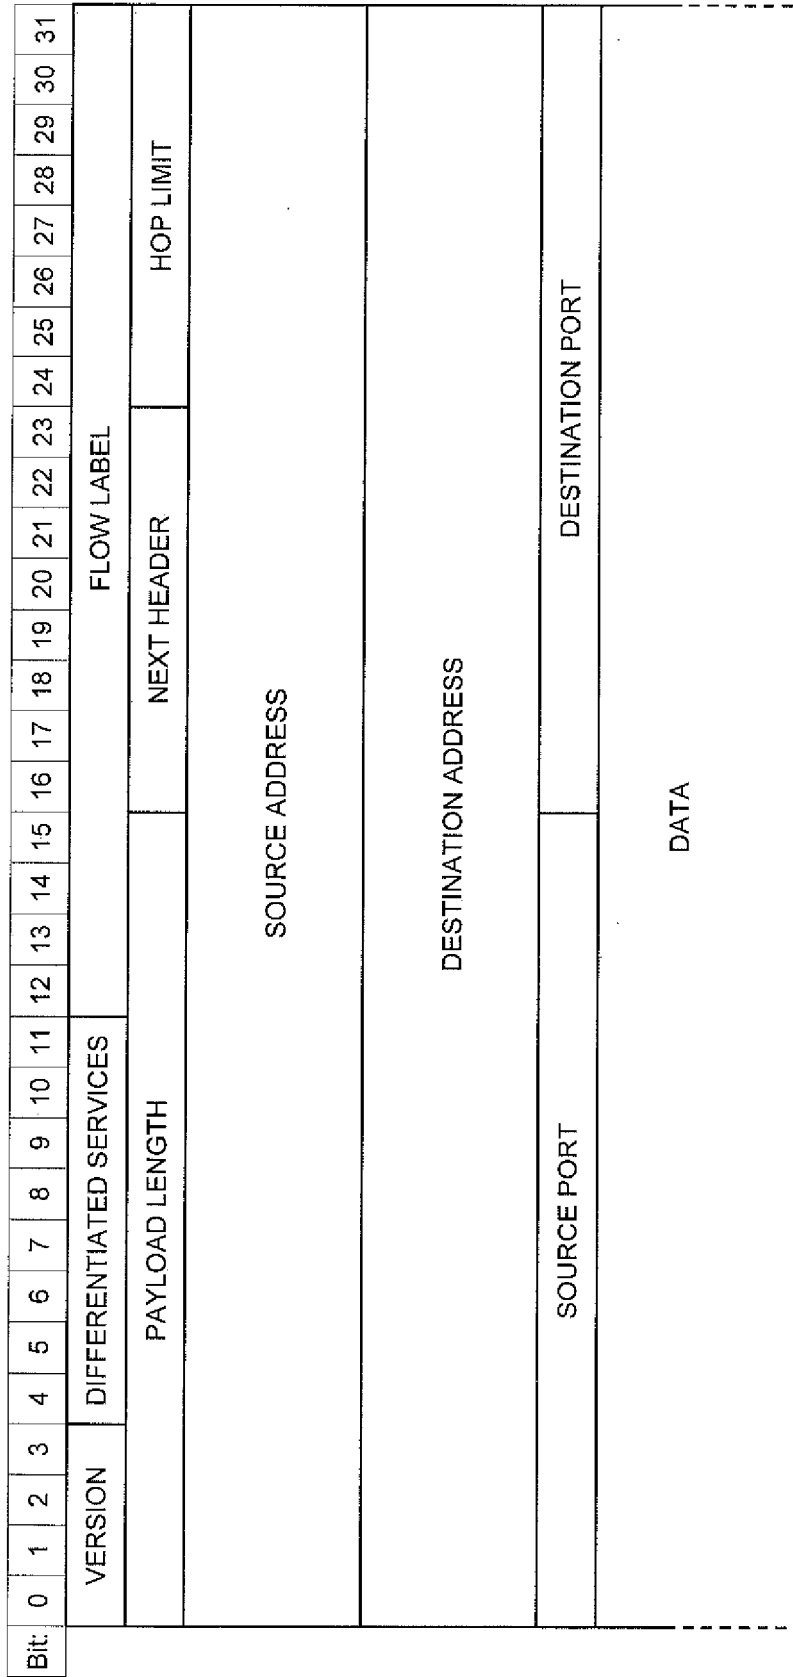 Bit: 0 1 2 3 4 5 6 7 8 9 10 11 12 13 14 15 16 17 18 19 20 21 22 23 24 25 26 27 28 29 30 31
VERSION DIFFERENTIATED SERVICES FLOW LABEL
PAYLOAD LENGTH NEXT HEADER HOP LIMIT
SOURCE ADDRESS
DESTINATION ADDRESS
SOURCE PORT DESTINATION PORT
DATA